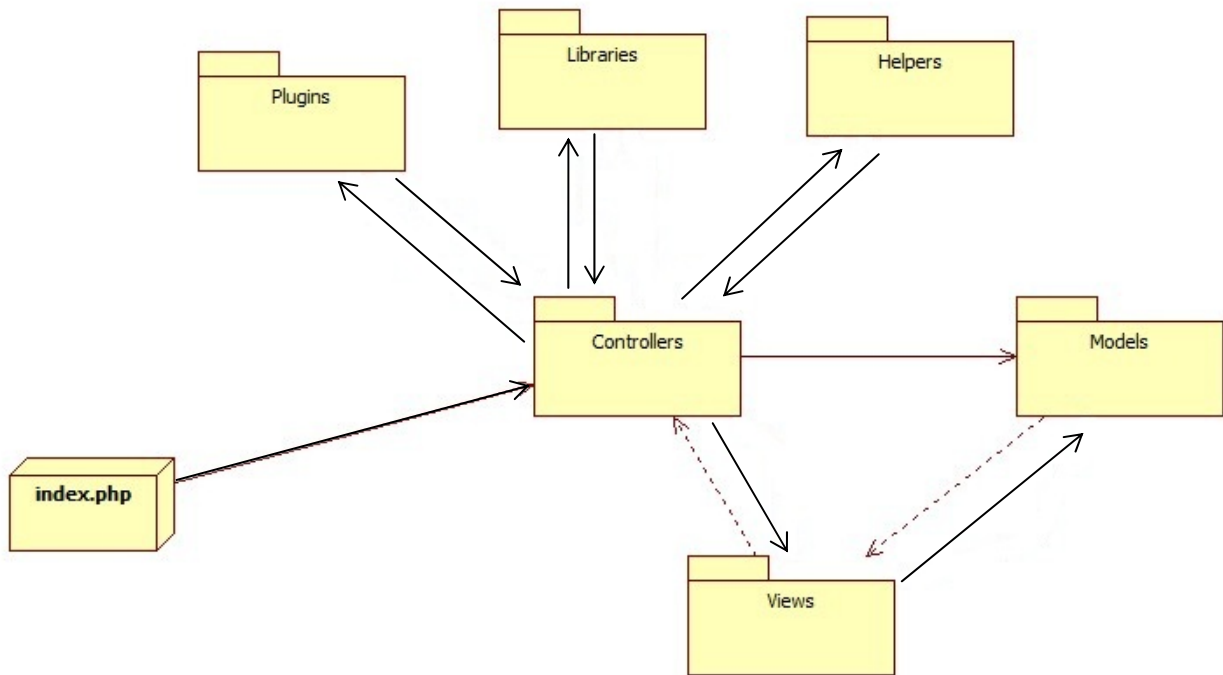 Libraries
Helpers
Plugins
Controllers
Models
index.php
Views